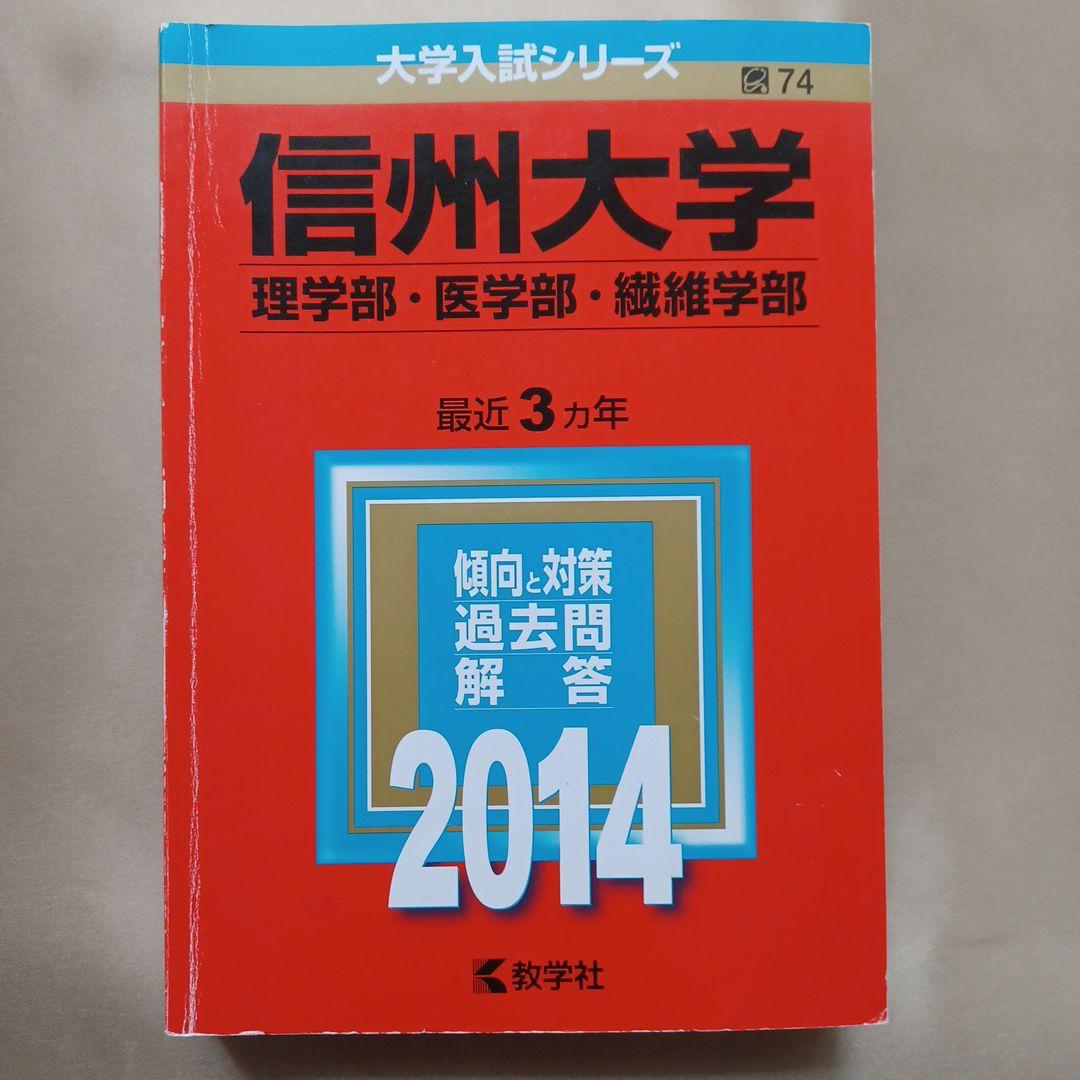 大学入試シリーズ
74
信州大学
理学部・医学部・繊維学部
最近3カ年
傾向と対策
過去問
解答
2014
教学社